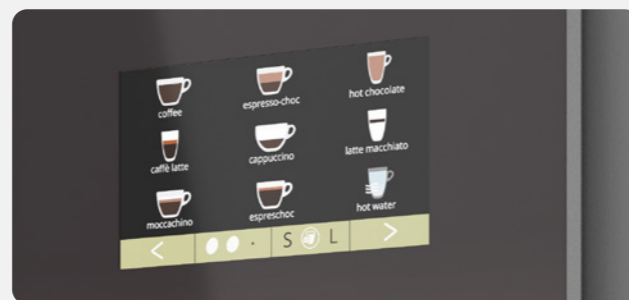 coffee
espresso-choc
hot chocolate
caffè latte
cappuccino
latte macchiato
moccachino
espreschoc
hot water
< S L >